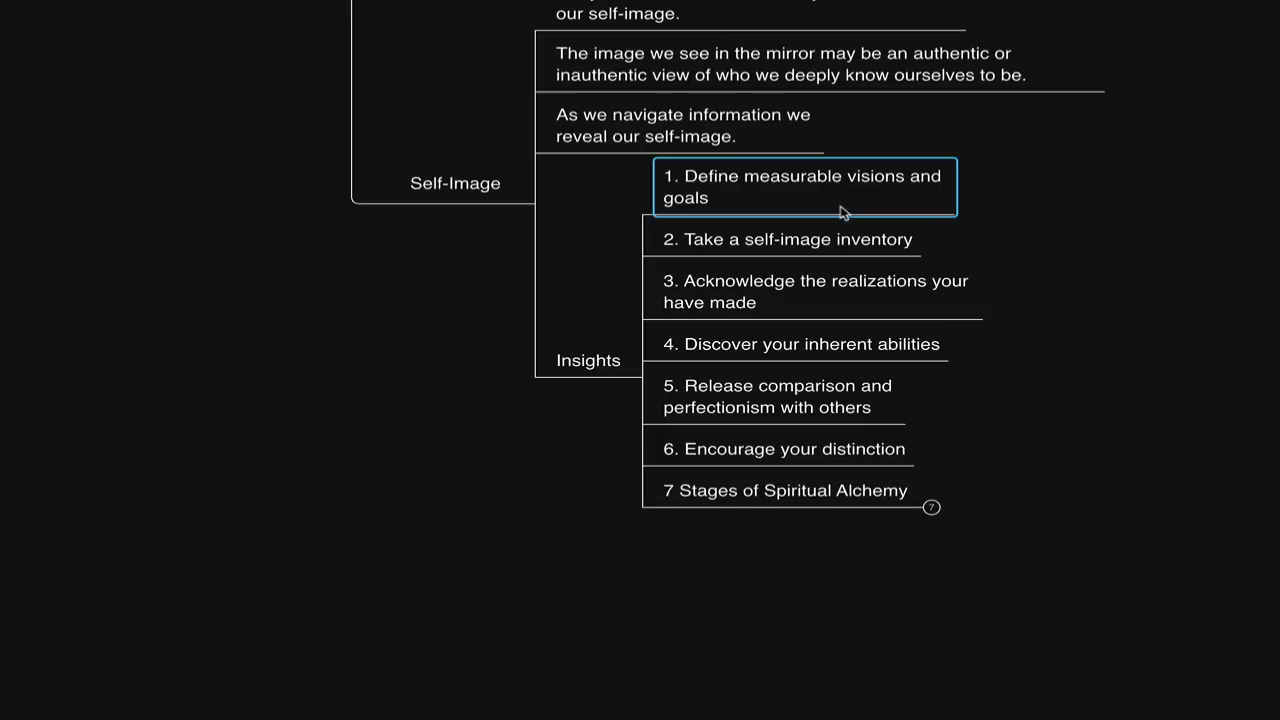 our self-image.
The image we see in the mirror may be an authentic or
inauthentic view of who we deeply know ourselves to be.
As we navigate information we
reveal our self-image.
Self-Image
1. Define measurable visions and
goals
2. Take a self-image inventory
3. Acknowledge the realizations your
have made
4. Discover your inherent abilities
Insights
5. Release comparison and
perfectionism with others
6. Encourage your distinction
7 Stages of Spiritual Alchemy
7